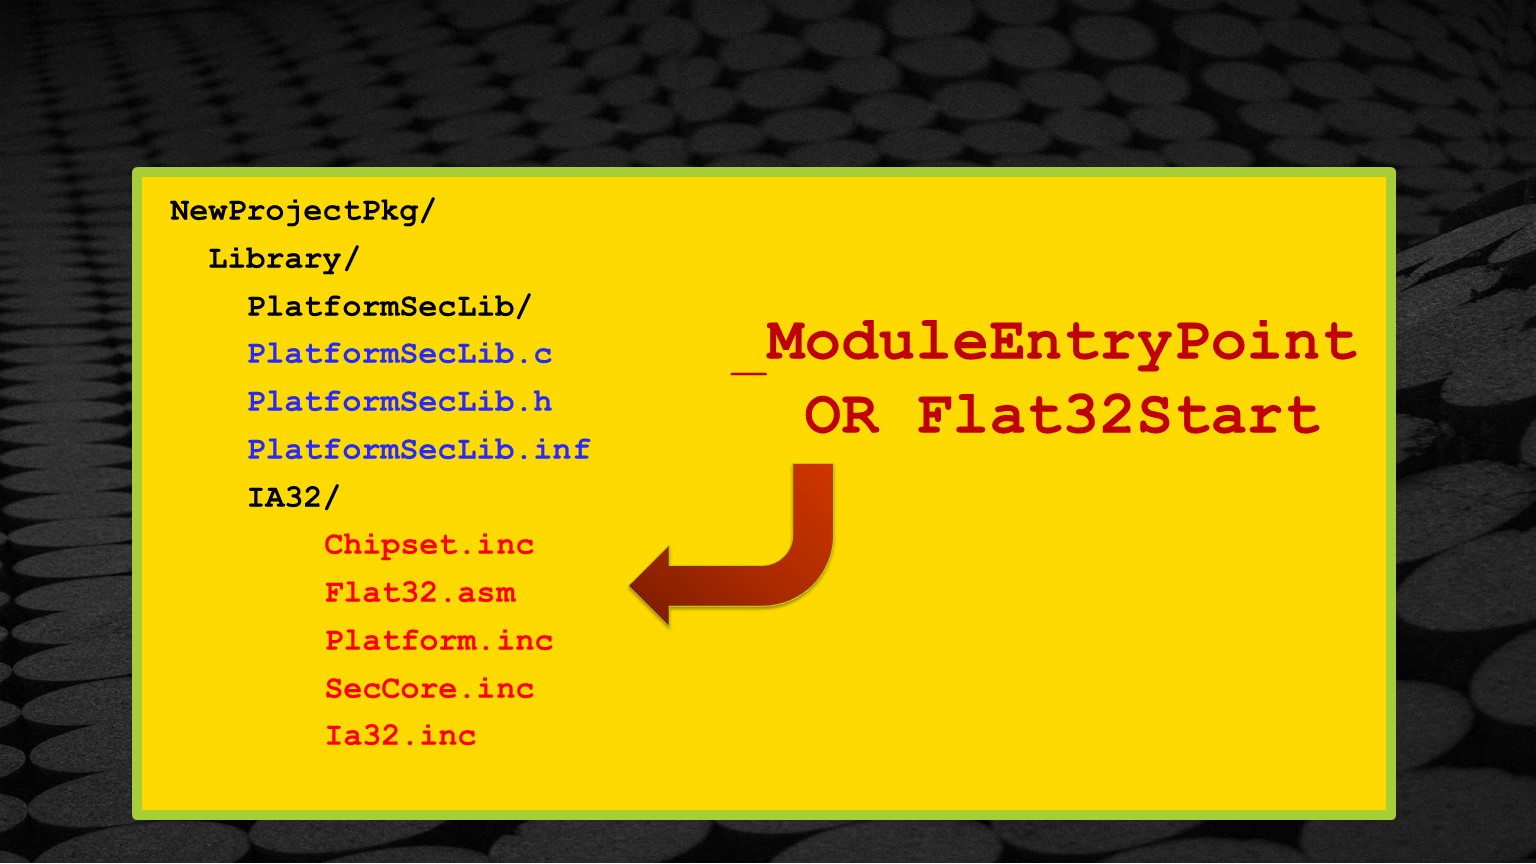 NewProjectPkg/
Library/
PlatformSecLib/
PlatformSecLib.c
PlatformSecLib.h
PlatformSecLib.inf
IA32/
Chipset.inc
Flat32.asm
Platform.inc
SecCore.inc
Ia32.inc
_ModuleEntryPoint
OR Flat32Start